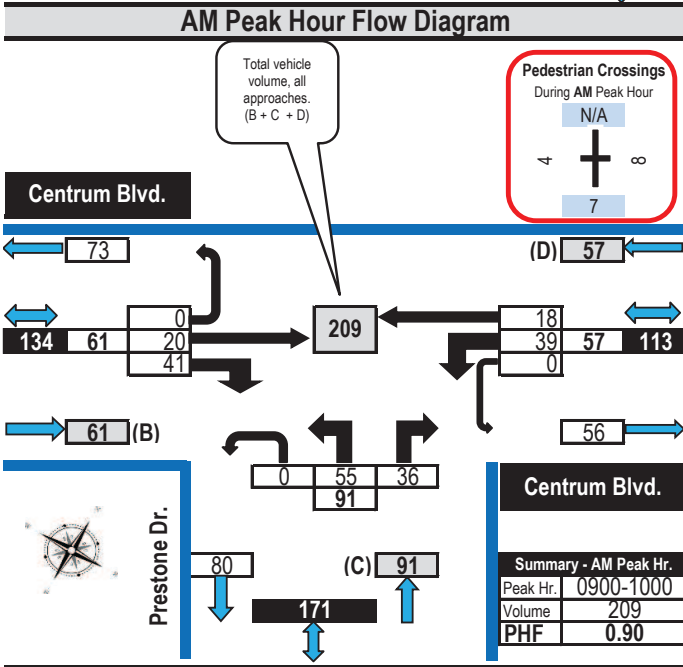 AM Peak Hour Flow Diagram
Total vehicle
volume, all
approaches.
(B + C + D)
Pedestrian Crossings
During AM Peak Hour
N/A
4
8
7
Centrum Blvd.
73
(D) 57
0
18
134 61 20
209
39 57 113
41
0
61 (B)
56
0 55 36
91
Centrum Blvd.
Prestone Dr.
80
(C) 91
171
Summary - AM Peak Hr.
Peak Hr. 0900-1000
Volume 209
PHF 0.90